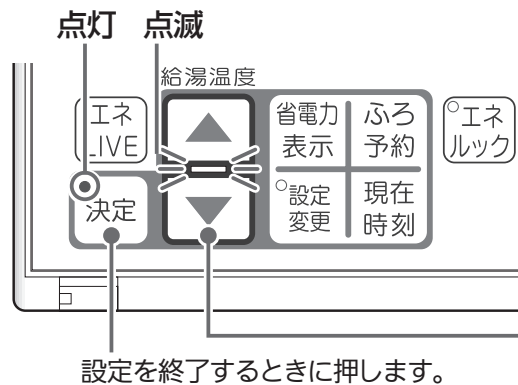 点灯 点滅
給湯温度
エネ
LIVE
省電力
表示
ふろ
予約
エネ
ルック
決定
設定
変更
現在
時刻
設定を終了するときに押します。